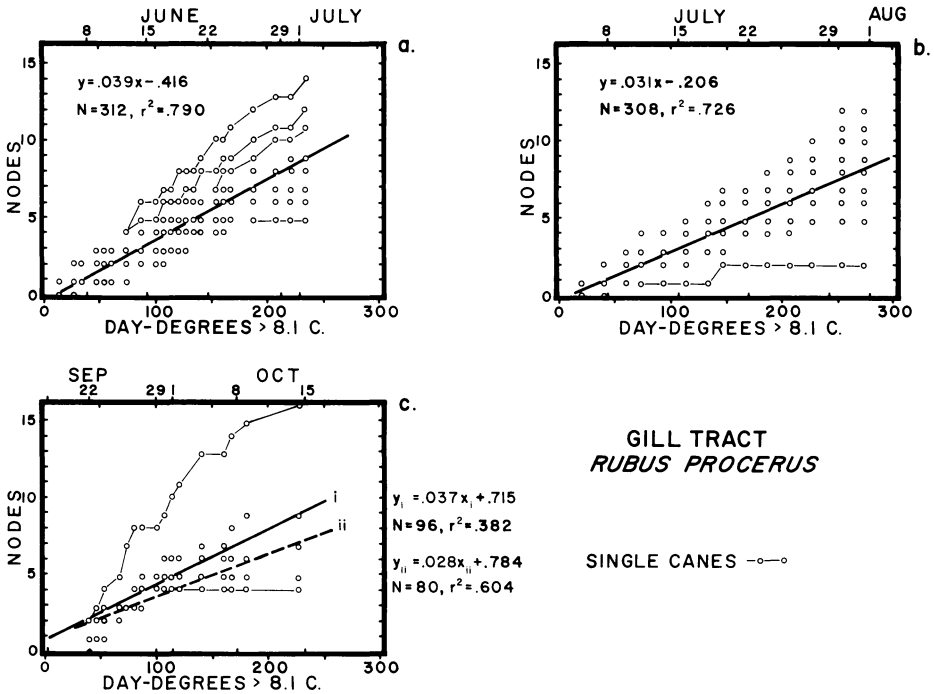 JUNE JULY
8 15 22 29 1
a.
y=.039x-.416
N=312, r²=.790
NODES
15
10
5
0
0 100 200 300
DAY-DEGREES > 8.1 C.
JULY AUG
8 15 22 29 1
b.
y=.031x-.206
N=308, r²=.726
NODES
15
10
5
0
0 100 200 300
DAY-DEGREES > 8.1 C.
SEP OCT
22 29 1 8 15
c.
i
ii
NODES
15
10
5
0
0 100 200 300
DAY-DEGREES > 8.1 C.
yᵢ=.037xᵢ+.715
N=96, r²=.382
yᵢᵢ=.028xᵢᵢ+.784
N=80, r²=.604
GILL TRACT
RUBUS PROCERUS
SINGLE CANES